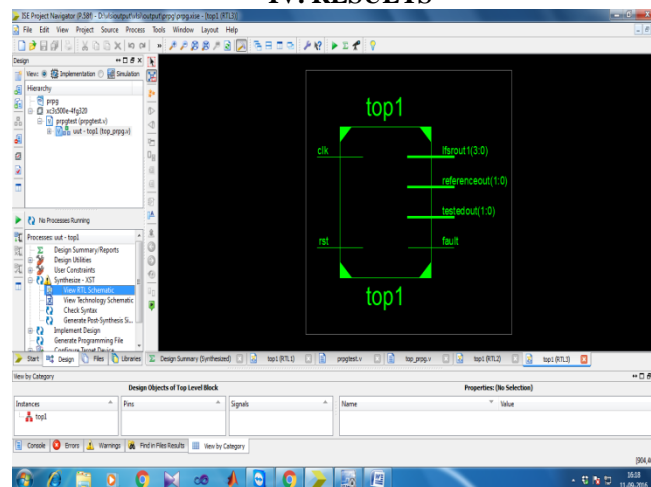 IV. RESULTS
ISE Project Navigator (P.58f) - D:\vlsioutput\vlsi\output\prpg\prpg.xise - [top1 (RTL3)]
File Edit View Project Source Process Tools Window Layout Help
Design
View: Implementation Simulation
Hierarchy
prpg
xc3s500e-4fg320
prpgtest (prpgtest.v)
uut - top1 (top_prpg.v)
No Processes Running
Processes: uut - top1
Design Summary/Reports
Design Utilities
User Constraints
Synthesize - XST
View RTL Schematic
View Technology Schematic
Check Syntax
Generate Post-Synthesis Si...
Implement Design
Generate Programming File
Configure Target Device
top1
clk
rst
lfsrout1(3:0)
referenceout(1:0)
testedout(1:0)
fault
top1
Start Design Files Libraries Design Summary (Synthesized) top1 (RTL1) prpgtest.v top_prpg.v top1 (RTL2) top1 (RTL3)
View by Category
Design Objects of Top Level Block Properties: (No Selection)
Instances Pins Signals Name Value
top1
Console Errors Warnings Find in Files Results View by Category
16:18
11-09-2016